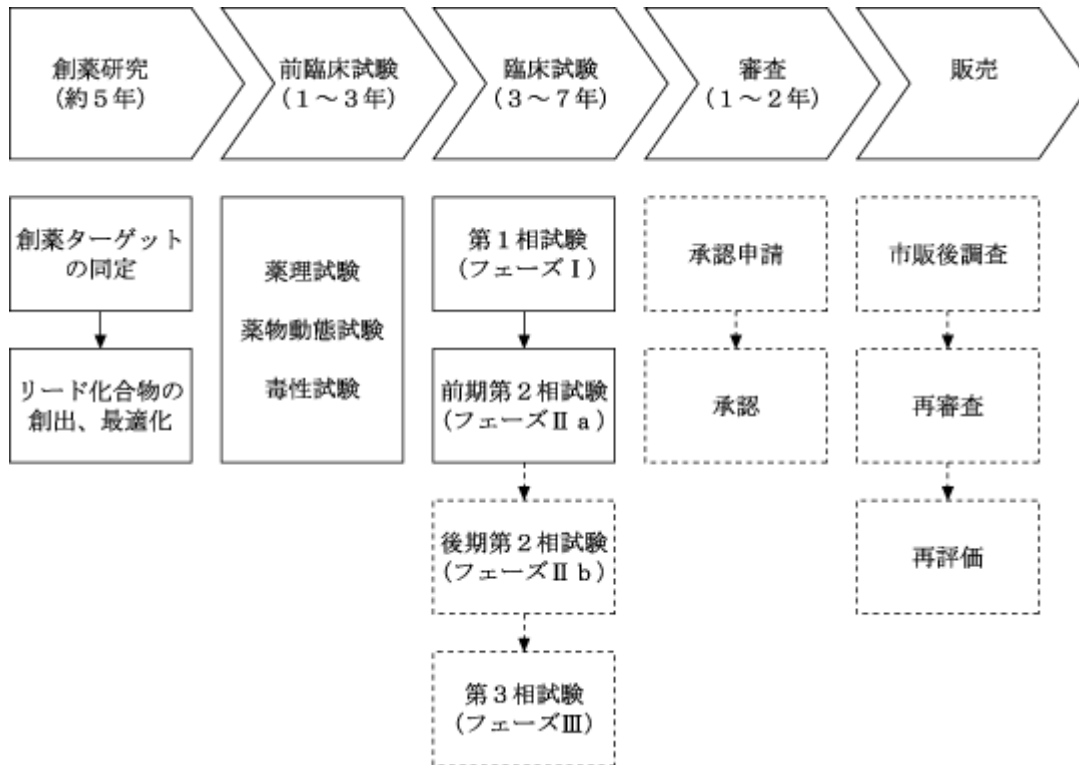 創薬研究
(約5年)
前臨床試験
(1～3年)
臨床試験
(3～7年)
審査
(1～2年)
販売
創薬ターゲット
の同定
リード化合物の
創出、最適化
薬理試験
薬物動態試験
毒性試験
第1相試験
(フェーズⅠ)
前期第2相試験
(フェーズⅡa)
後期第2相試験
(フェーズⅡb)
第3相試験
(フェーズⅢ)
承認申請
承認
市販後調査
再審査
再評価